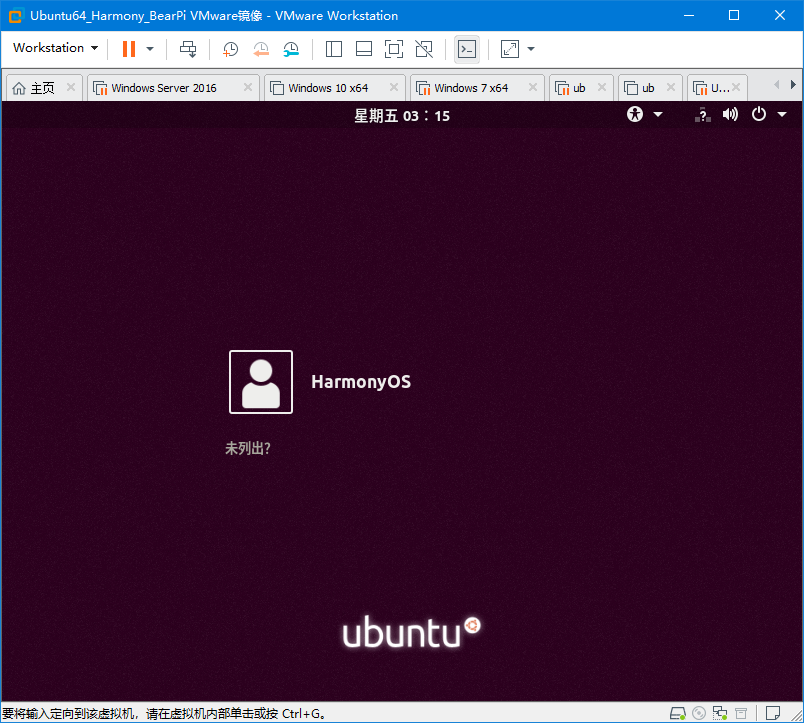 Ubuntu64_Harmony_BearPi VMware镜像 - VMware Workstation
Workstation
主页 Windows Server 2016 Windows 10 x64 Windows 7 x64 ub ub U...
星期五 03：15
?
HarmonyOS
未列出?
ubuntu
要将输入定向到该虚拟机，请在虚拟机内部单击或按 Ctrl+G。